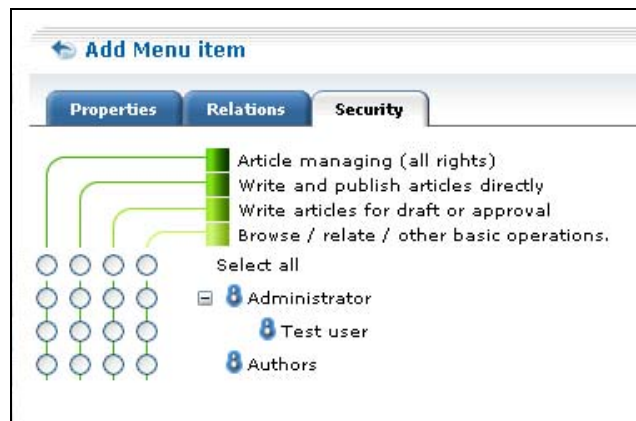 Add Menu item
Properties Relations Security
Article managing (all rights)
Write and publish articles directly
Write articles for draft or approval
Browse / relate / other basic operations.
Select all
Administrator
Test user
Authors